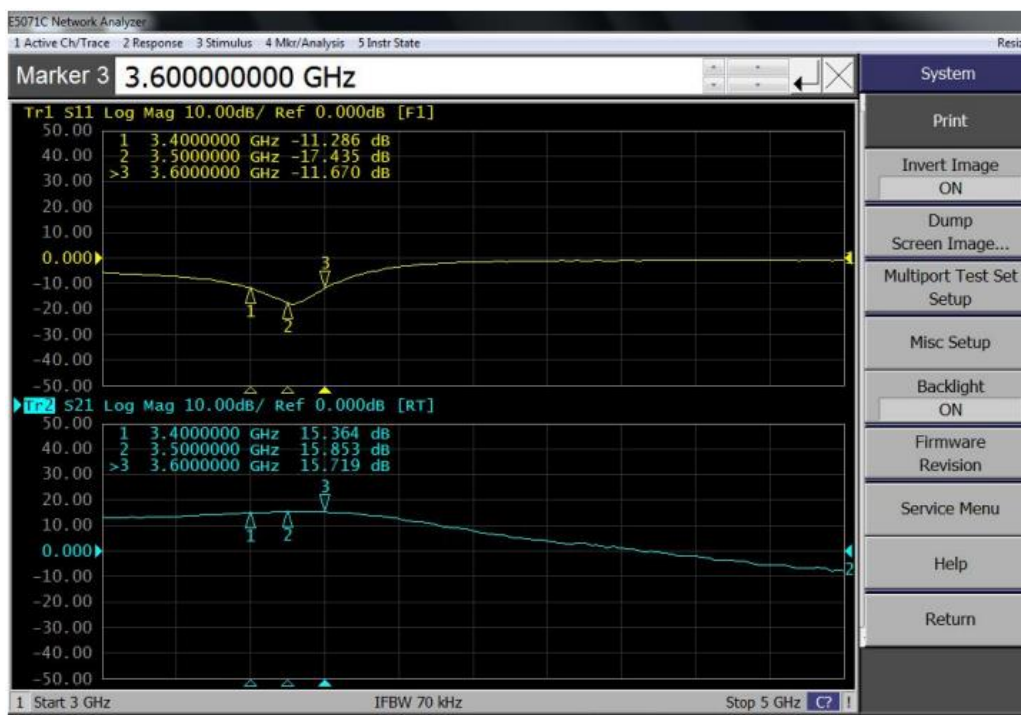 E5071C Network Analyzer
1 Active Ch/Trace 2 Response 3 Stimulus 4 Mkr/Analysis 5 Instr State
Marker 3 3.600000000 GHz
Tr1 S11 Log Mag 10.00dB/ Ref 0.000dB [F1]
50.00
40.00
30.00
20.00
10.00
0.000
-10.00
-20.00
-30.00
-40.00
-50.00
1 3.4000000 GHz -11.286 dB
2 3.5000000 GHz -17.435 dB
>3 3.6000000 GHz -11.670 dB
3
1
2
1
Tr2 S21 Log Mag 10.00dB/ Ref 0.000dB [RT]
50.00
40.00
30.00
20.00
10.00
0.000
-10.00
-20.00
-30.00
-40.00
-50.00
1 3.4000000 GHz 15.364 dB
2 3.5000000 GHz 15.853 dB
>3 3.6000000 GHz 15.719 dB
3
1
2
2
1 Start 3 GHz IFBW 70 kHz Stop 5 GHz C? !
System
Print
Invert Image
ON
Dump
Screen Image...
Multiport Test Set
Setup
Misc Setup
Backlight
ON
Firmware
Revision
Service Menu
Help
Return